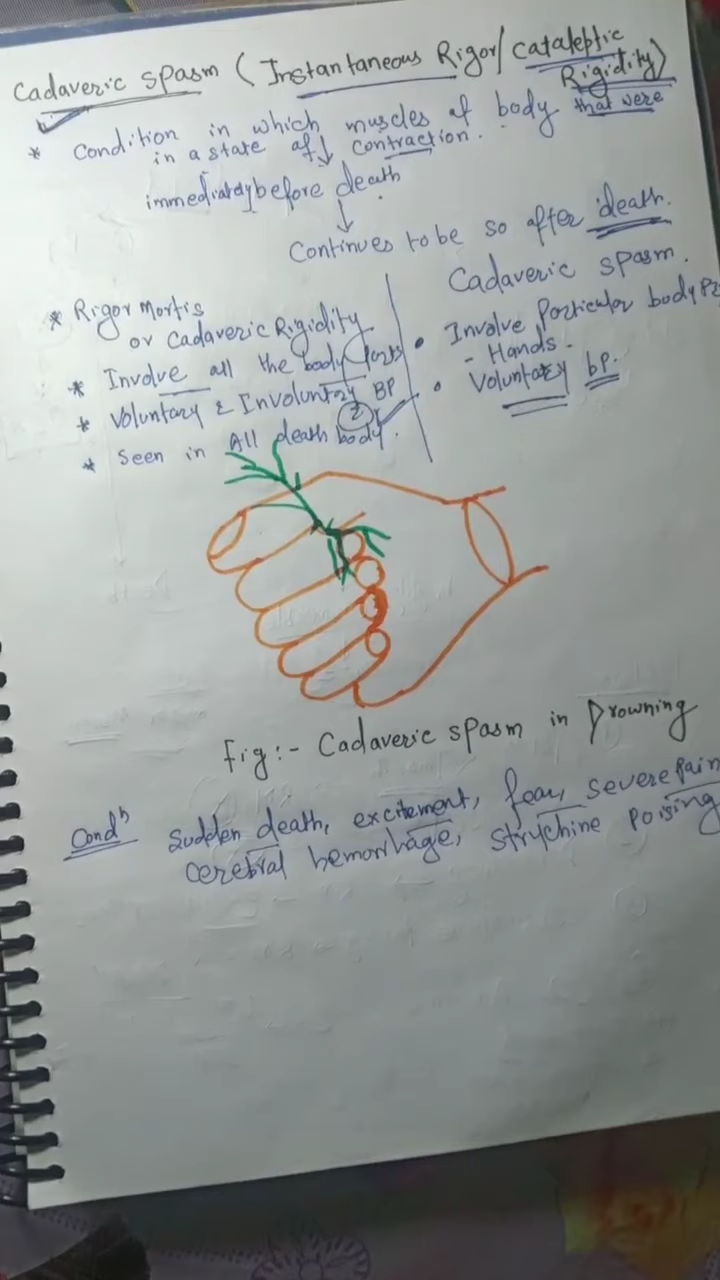 Cadaveric spasm (Instantaneous Rigor/Cataleptic Rigidity)
* Condition in which muscles of body that were
in a state of contraction.
immediately before death
Continues to be so after death.
* Rigor Mortis
or Cadaveric Rigidity
* Involve all the body parts
* Voluntary & Involuntary BP
* Seen in All death body.
Cadaveric spasm.
• Involve Particular body
- Hands.
• Voluntary bp.
Fig:- Cadaveric spasm in Drowning
Condn Sudden death, excitement, fear, severe pain
cerebral hemorrhage, strychine poising